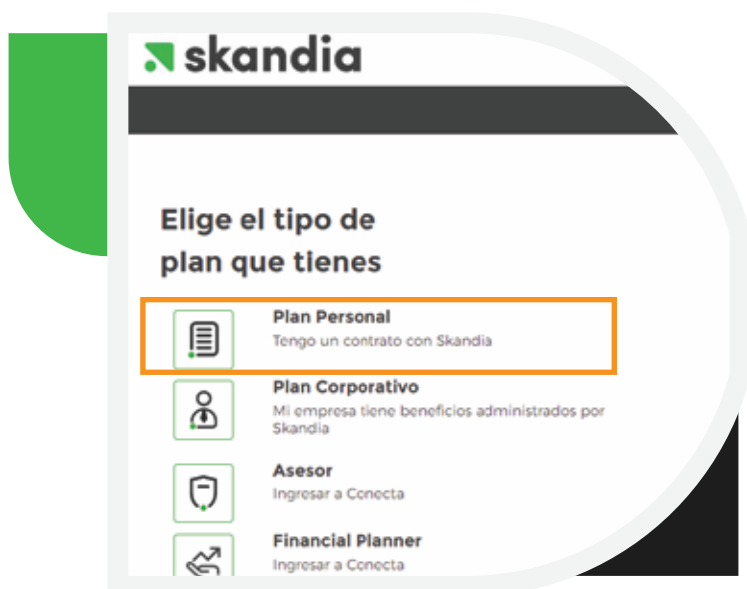 skandia
Elige el tipo de
plan que tienes
Plan Personal
Tengo un contrato con Skandia
Plan Corporativo
Mi empresa tiene beneficios administrados por
Skandia
Asesor
Ingresar a Conecta
Financial Planner
Ingresar a Conecta